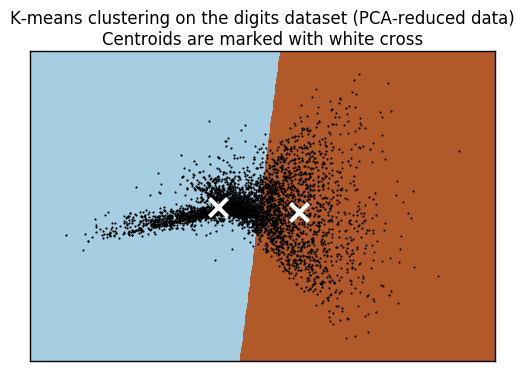 K-means clustering on the digits dataset (PCA-reduced data)
Centroids are marked with white cross